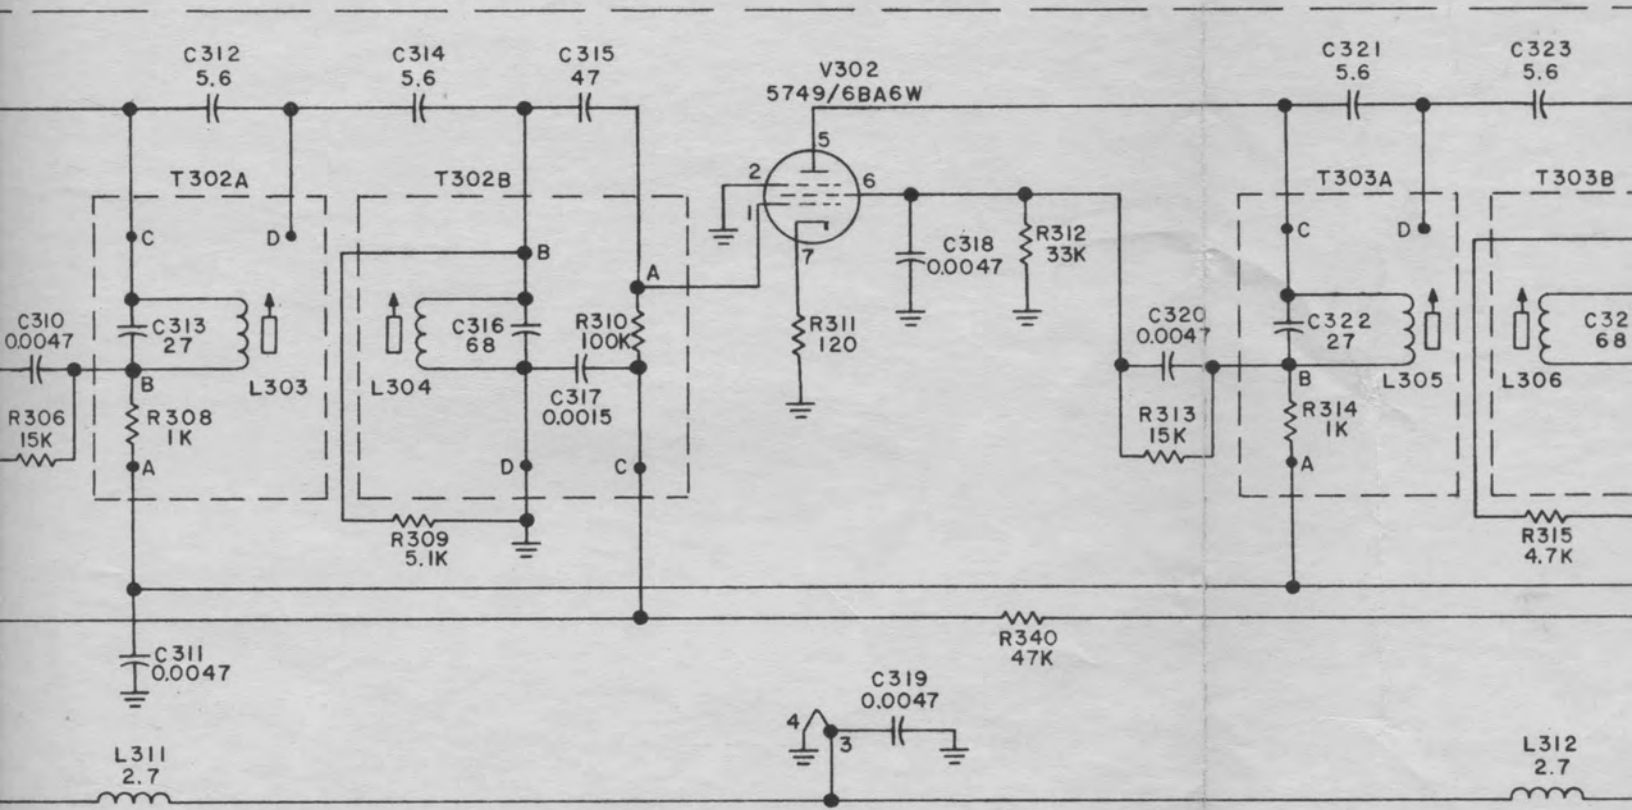 C312
5.6
C314
5.6
C315
47
V302
5749/6BA6W
C321
5.6
C323
5.6
5
2
6
1
7
T302A
T302B
T303A
T303B
C
D
B
A
C
D
C310
0.0047
C313
27
B
L303
L304
C316
68
R310
100K
C317
0.0015
R311
120
C318
0.0047
R312
33K
C320
0.0047
C322
27
B
L305
L306
C32
68
R306
15K
R308
1K
A
D
C
R313
15K
R314
1K
A
R309
5.1K
R315
4.7K
R340
47K
C311
0.0047
C319
0.0047
4
3
L311
2.7
L312
2.7